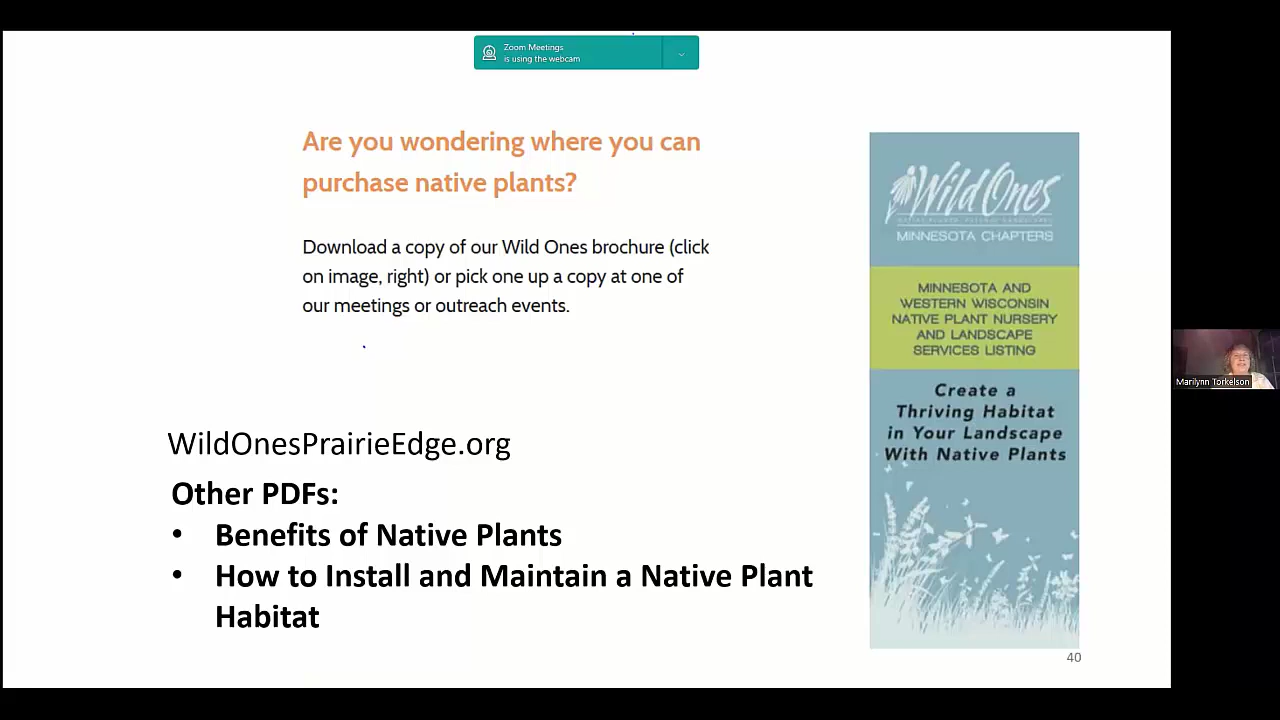 Zoom Meetings
is using the webcam
Are you wondering where you can
purchase native plants?
Download a copy of our Wild Ones brochure (click
on image, right) or pick one up a copy at one of
our meetings or outreach events.
WildOnesPrairieEdge.org
Other PDFs:
• Benefits of Native Plants
• How to Install and Maintain a Native Plant
Habitat
Wild Ones
MINNESOTA CHAPTERS
MINNESOTA AND
WESTERN WISCONSIN
NATIVE PLANT NURSERY
AND LANDSCAPE
SERVICES LISTING
Create a
Thriving Habitat
in Your Landscape
With Native Plants
40
Marilynn Torkelson